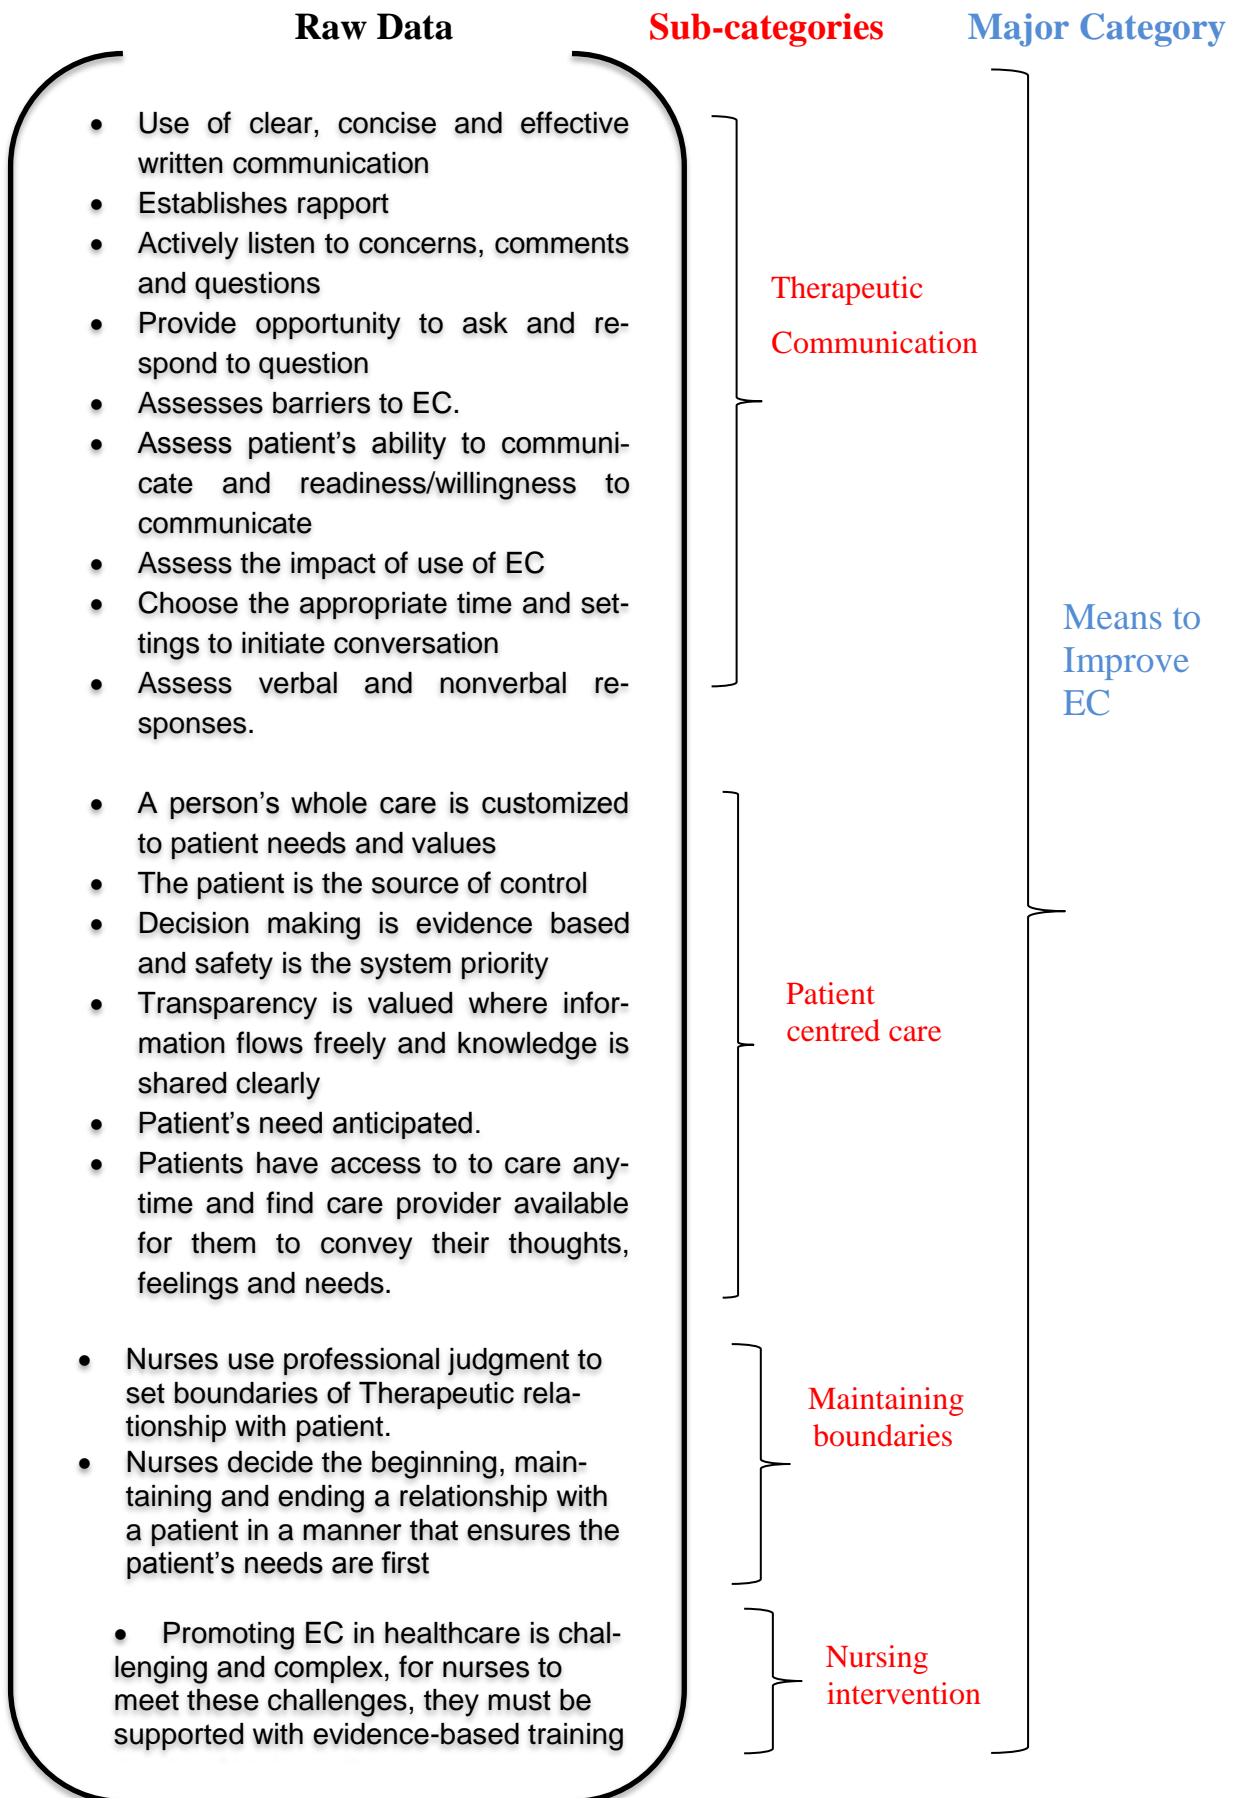 Raw Data Sub-categories Major Category
• Use of clear, concise and effective
written communication
• Establishes rapport
• Actively listen to concerns, comments
and questions
• Provide opportunity to ask and re-
spond to question
• Assesses barriers to EC.
• Assess patient’s ability to communi-
cate and readiness/willingness to
communicate
• Assess the impact of use of EC
• Choose the appropriate time and set-
tings to initiate conversation
• Assess verbal and nonverbal re-
sponses.
Therapeutic
Communication
• A person’s whole care is customized
to patient needs and values
• The patient is the source of control
• Decision making is evidence based
and safety is the system priority
• Transparency is valued where infor-
mation flows freely and knowledge is
shared clearly
• Patient’s need anticipated.
• Patients have access to to care any-
time and find care provider available
for them to convey their thoughts,
feelings and needs.
Patient
centred care
• Nurses use professional judgment to
set boundaries of Therapeutic rela-
tionship with patient.
• Nurses decide the beginning, main-
taining and ending a relationship with
a patient in a manner that ensures the
patient’s needs are first
Maintaining
boundaries
• Promoting EC in healthcare is chal-
lenging and complex, for nurses to
meet these challenges, they must be
supported with evidence-based training
Nursing
intervention
Means to
Improve
EC